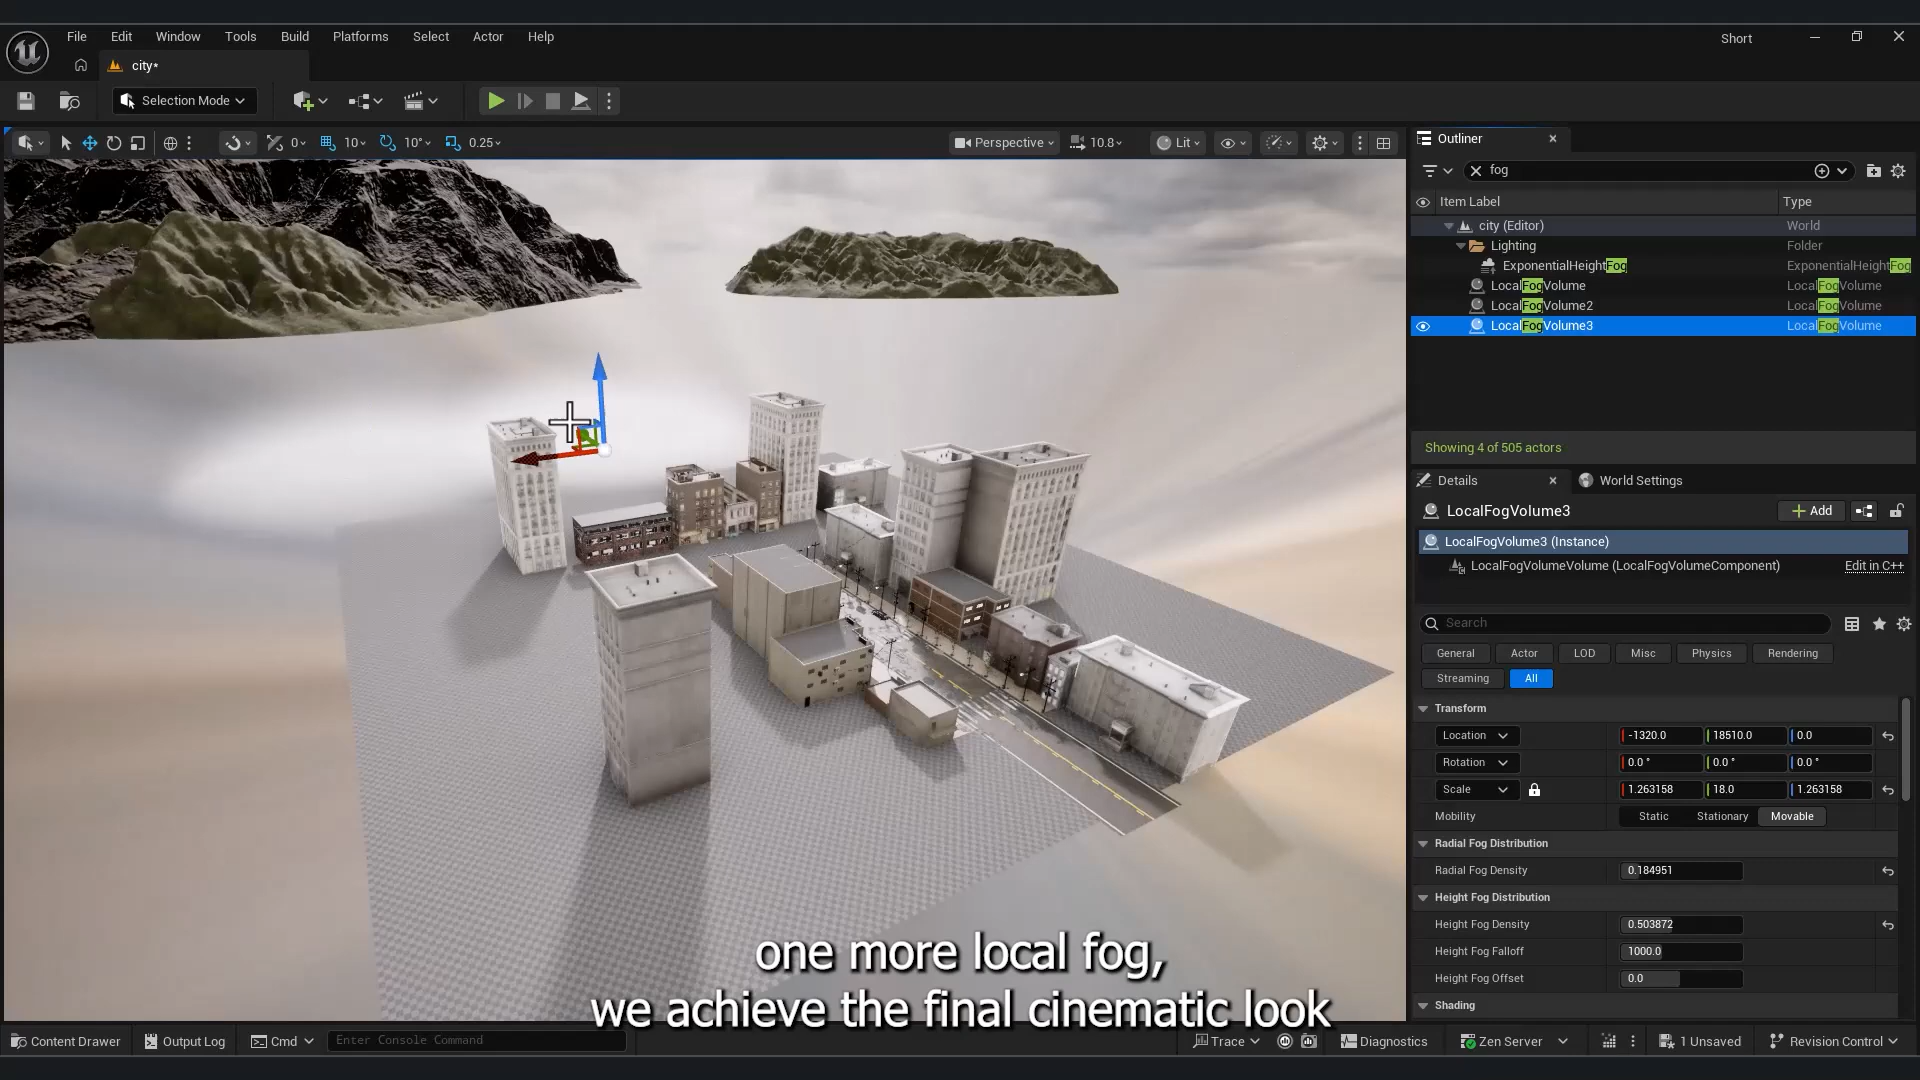 File Edit Window Tools Build Platforms Select Actor Help
Short
city*
Selection Mode
0 10 10° 0.25
Perspective 10.8 Lit
Outliner
fog
Item Label Type
city (Editor) World
Lighting Folder
ExponentialHeightFog ExponentialHeightFog
LocalFogVolume LocalFogVolume
LocalFogVolume2 LocalFogVolume
LocalFogVolume3 LocalFogVolume
Showing 4 of 505 actors
Details World Settings
LocalFogVolume3 Add
LocalFogVolume3 (Instance)
LocalFogVolumeVolume (LocalFogVolumeComponent) Edit in C++
Search
General Actor LOD Misc Physics Rendering
Streaming All
Transform
Location -1320.0 18510.0 0.0
Rotation 0.0 ° 0.0 ° 0.0 °
Scale 1.263158 18.0 1.263158
Mobility Static Stationary Movable
Radial Fog Distribution
Radial Fog Density 0.184951
Height Fog Distribution
Height Fog Density 0.503872
Height Fog Falloff 1000.0
Height Fog Offset 0.0
Shading
one more local fog,
we achieve the final cinematic look
Content Drawer Output Log Cmd Enter Console Command Trace Diagnostics Zen Server 1 Unsaved Revision Control